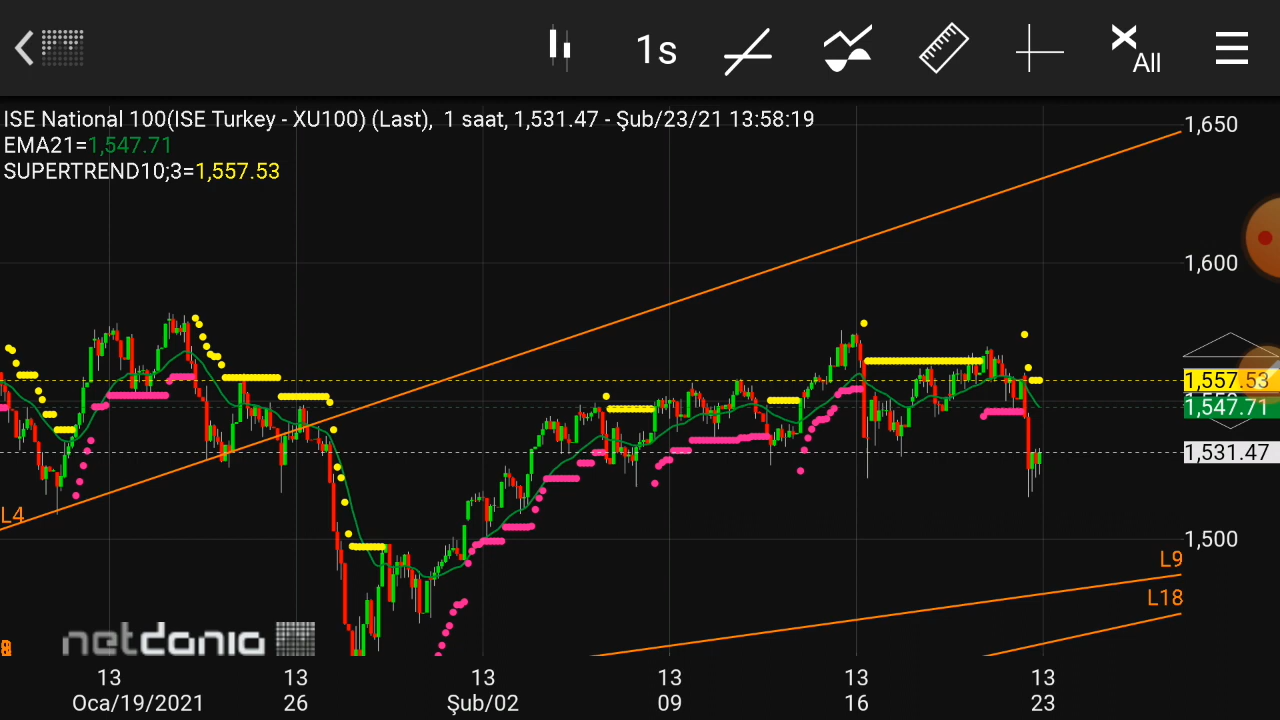 1s
All
ISE National 100(ISE Turkey - XU100) (Last), 1 saat, 1,531.47 - Şub/23/21 13:58:19
EMA21=1,547.71
SUPERTREND10;3=1,557.53
1,650
1,600
1,557.53
1,547.71
1,531.47
L4
1,500
L9
L18
netdania
13 13 13 13 13 13
Oca/19/2021 26 Şub/02 09 16 23